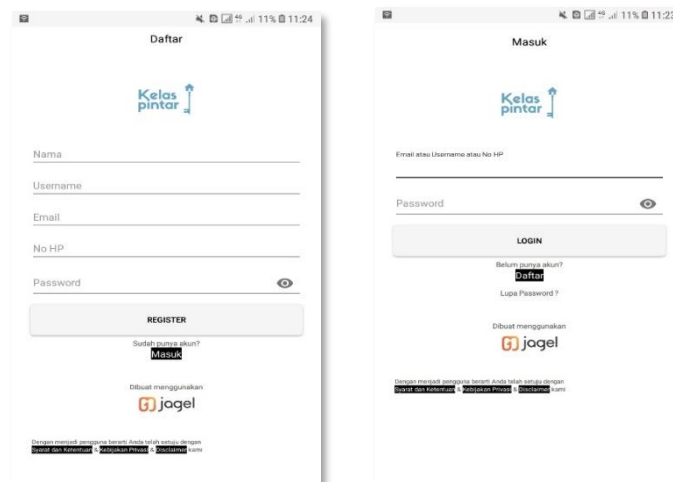 11% 11:24
Daftar
Kelas
pintar
Nama
Username
Email
No HP
Password
REGISTER
Sudah punya akun?
Masuk
Dibuat menggunakan
jagel
Dengan menjadi pengguna berarti Anda telah setuju dengan
Syarat dan Ketentuan & Kebijakan Privasi & Disclaimer kami
11% 11:23
Masuk
Kelas
pintar
Email atau Username atau No HP
Password
LOGIN
Belum punya akun?
Daftar
Lupa Password ?
Dibuat menggunakan
jagel
Dengan menjadi pengguna berarti Anda telah setuju dengan
Syarat dan Ketentuan & Kebijakan Privasi & Disclaimer kami